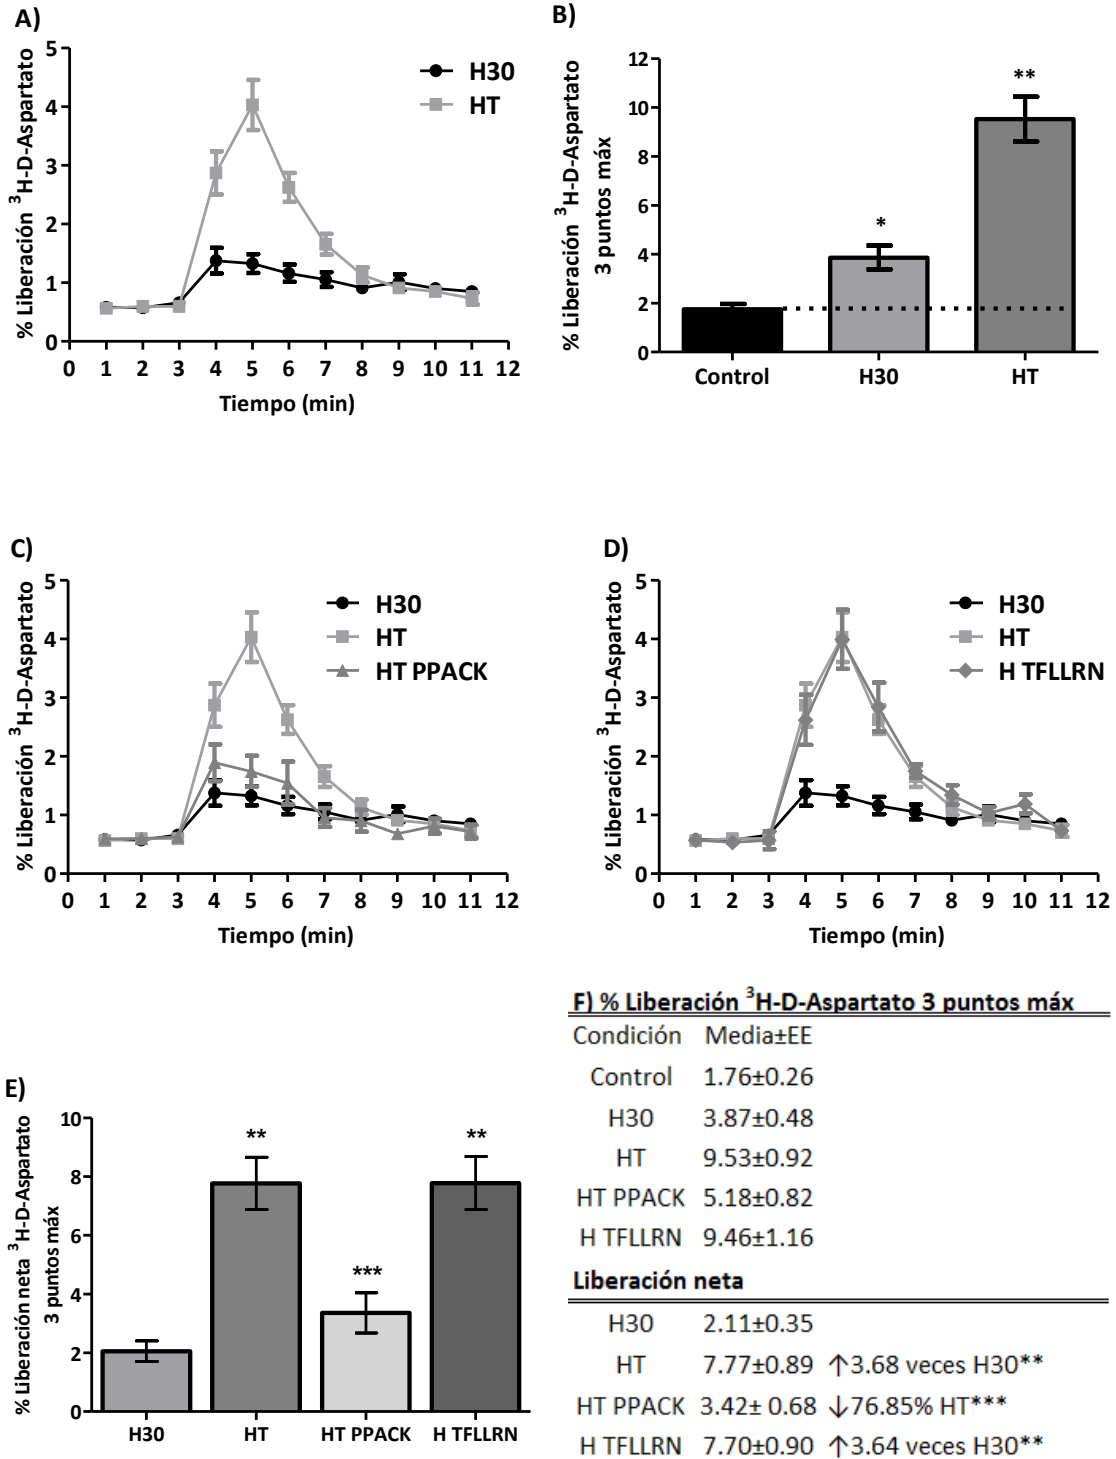 A)
% Liberación ³H-D-Aspartato
5
4
3
2
1
0
0 1 2 3 4 5 6 7 8 9 10 11 12
Tiempo (min)
H30
HT
B)
% Liberación ³H-D-Aspartato
3 puntos máx
12
10
8
6
4
2
0
*
**
Control H30 HT
C)
% Liberación ³H-D-Aspartato
5
4
3
2
1
0
0 1 2 3 4 5 6 7 8 9 10 11 12
Tiempo (min)
H30
HT
HT PPACK
D)
% Liberación ³H-D-Aspartato
5
4
3
2
1
0
0 1 2 3 4 5 6 7 8 9 10 11 12
Tiempo (min)
H30
HT
H TFLLRN
E)
% Liberación neta ³H-D-Aspartato
3 puntos máx
10
8
6
4
2
0
**
***
**
H30 HT HT PPACK H TFLLRN
F) % Liberación ³H-D-Aspartato 3 puntos máx
Condición Media±EE
Control 1.76±0.26
H30 3.87±0.48
HT 9.53±0.92
HT PPACK 5.18±0.82
H TFLLRN 9.46±1.16
Liberación neta
H30 2.11±0.35
HT 7.77±0.89 ↑3.68 veces H30**
HT PPACK 3.42± 0.68 ↓76.85% HT***
H TFLLRN 7.70±0.90 ↑3.64 veces H30**